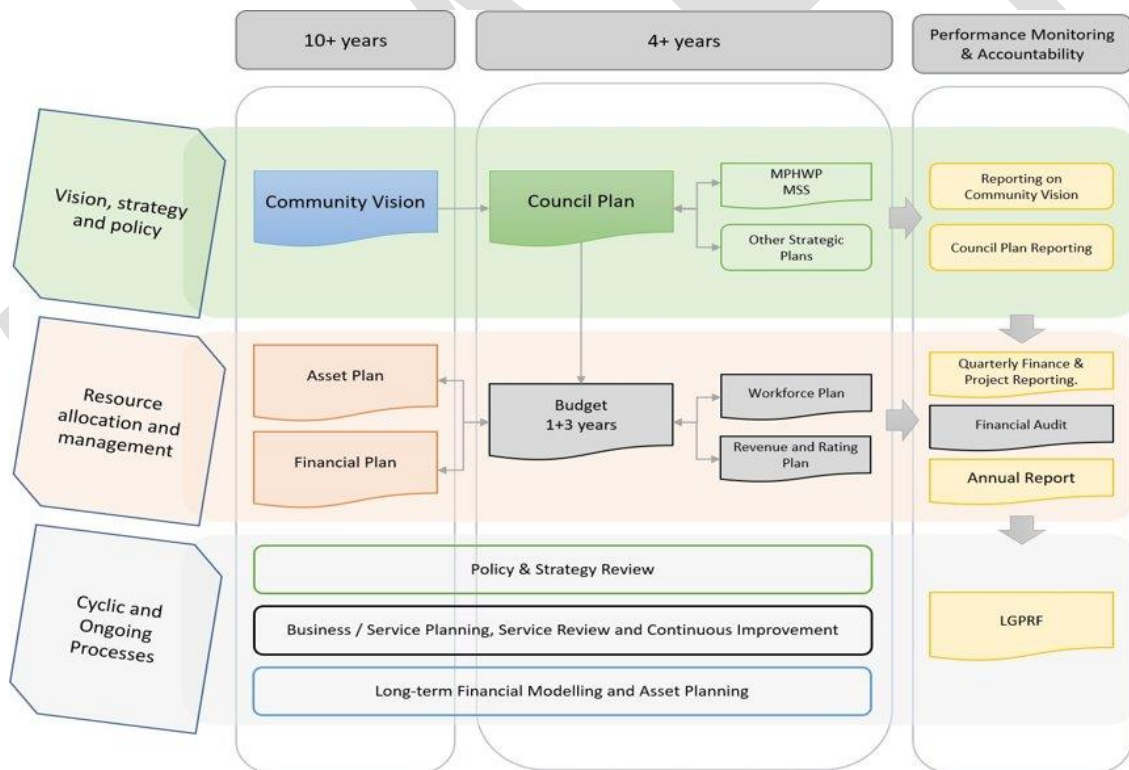 10+ years
4+ years
Performance Monitoring
& Accountability
Vision, strategy
and policy
Community Vision
Council Plan
MPHWP
MSS
Other Strategic
Plans
Reporting on
Community Vision
Council Plan Reporting
Resource
allocation and
management
Asset Plan
Financial Plan
Budget
1+3 years
Workforce Plan
Revenue and Rating
Plan
Quarterly Finance &
Project Reporting.
Financial Audit
Annual Report
Cyclic and
Ongoing
Processes
Policy & Strategy Review
Business / Service Planning, Service Review and Continuous Improvement
Long-term Financial Modelling and Asset Planning
LGPRF